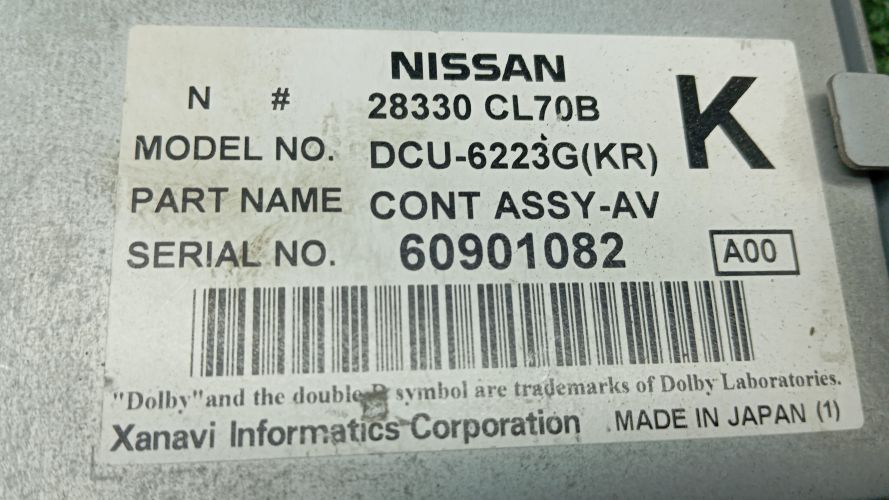 NISSAN
N # 28330 CL70B
K
MODEL NO. DCU-6223G(KR)
PART NAME CONT ASSY-AV
SERIAL NO. 60901082 A00
"Dolby"and the double D symbol are trademarks of Dolby Laboratories.
Xanavi Informatics Corporation MADE IN JAPAN (1)